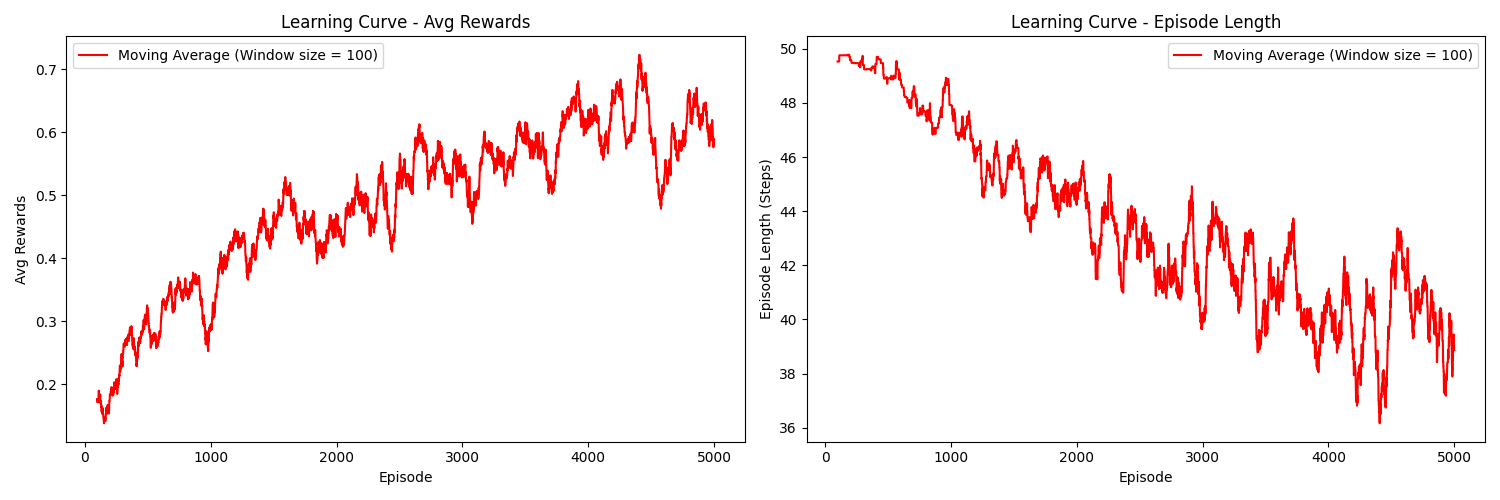 Learning Curve - Avg Rewards
Moving Average (Window size = 100)
Avg Rewards
0.7
0.6
0.5
0.4
0.3
0.2
0 1000 2000 3000 4000 5000
Episode
Learning Curve - Episode Length
Moving Average (Window size = 100)
Episode Length (Steps)
50
48
46
44
42
40
38
36
0 1000 2000 3000 4000 5000
Episode